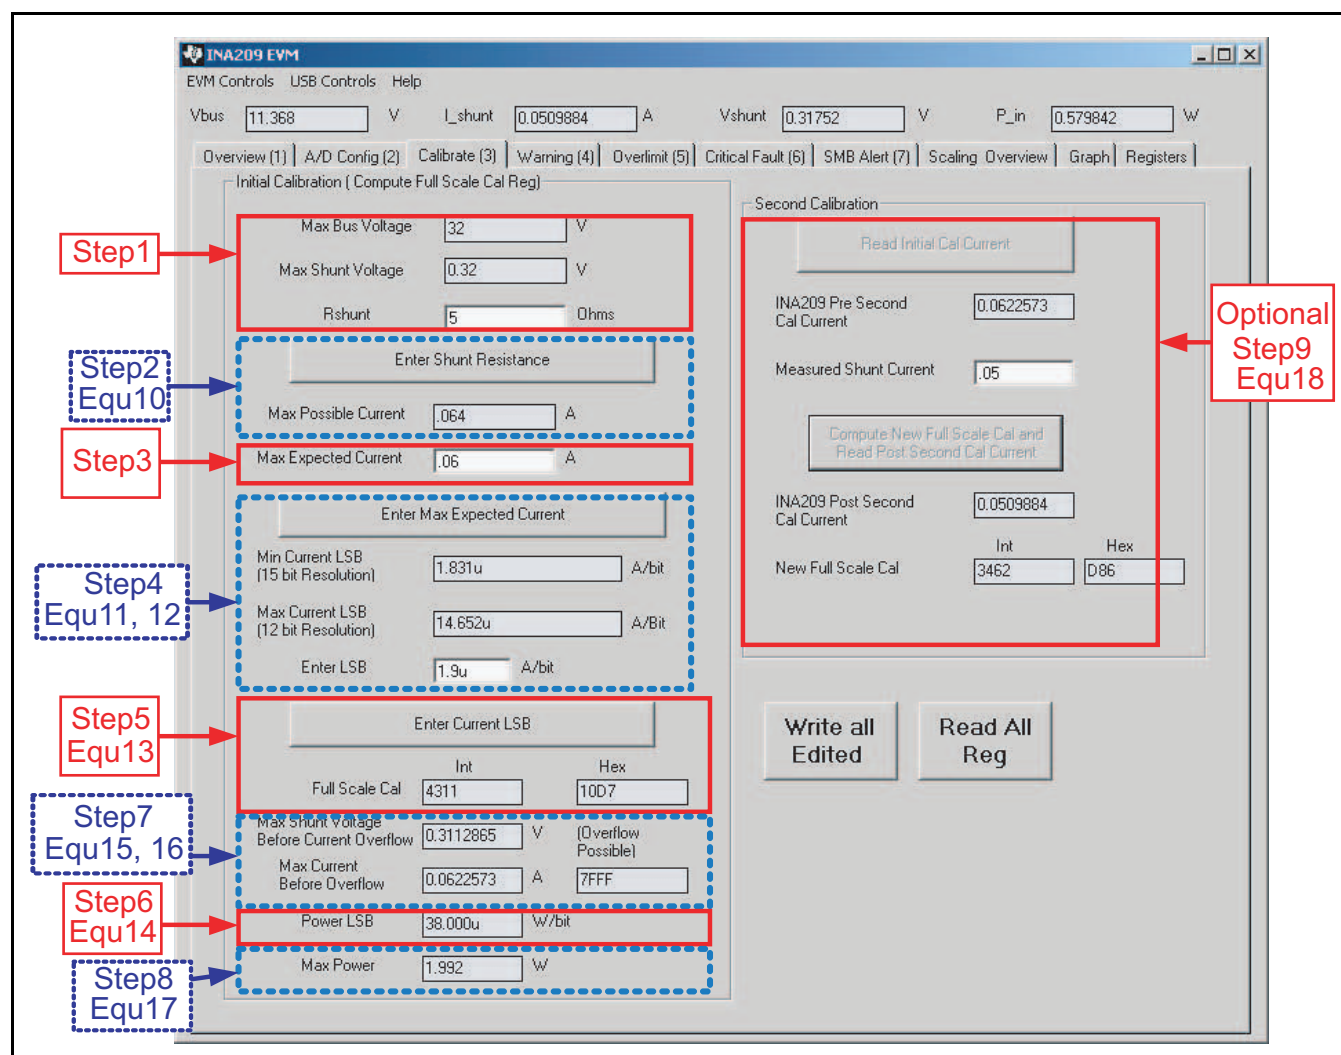 INA209 EVM
EVM Controls USB Controls Help
Vbus 11.368 V I_shunt 0.0509884 A Vshunt 0.31752 V P_in 0.579842 W
Overview (1) A/D Config (2) Calibrate (3) Warning (4) Overlimit (5) Critical Fault (6) SMB Alert (7) Scaling Overview Graph Registers
Initial Calibration ( Compute Full Scale Cal Reg)
Step1
Max Bus Voltage 32 V
Max Shunt Voltage 0.32 V
Rshunt 5 Ohms
Step2
Equ10
Enter Shunt Resistance
Max Possible Current .064 A
Step3
Max Expected Current .06 A
Enter Max Expected Current
Step4
Equ11, 12
Min Current LSB
(15 bit Resolution) 1.831u A/bit
Max Current LSB
(12 bit Resolution) 14.652u A/Bit
Enter LSB 1.9u A/bit
Step5
Equ13
Enter Current LSB
Int Hex
Full Scale Cal 4311 10D7
Step7
Equ15, 16
Max Shunt Voltage
Before Current Overflow 0.3112865 V (Overflow
Possible)
Max Current
Before Overflow 0.0622573 A 7FFF
Step6
Equ14
Power LSB 38.000u W/bit
Step8
Equ17
Max Power 1.992 W
Second Calibration
Read Initial Cal Current
INA209 Pre Second
Cal Current 0.0622573
Measured Shunt Current .05
Compute New Full Scale Cal and
Read Post Second Cal Current
INA209 Post Second
Cal Current 0.0509884
Int Hex
New Full Scale Cal 3462 D86
Optional
Step9
Equ18
Write all
Edited
Read All
Reg